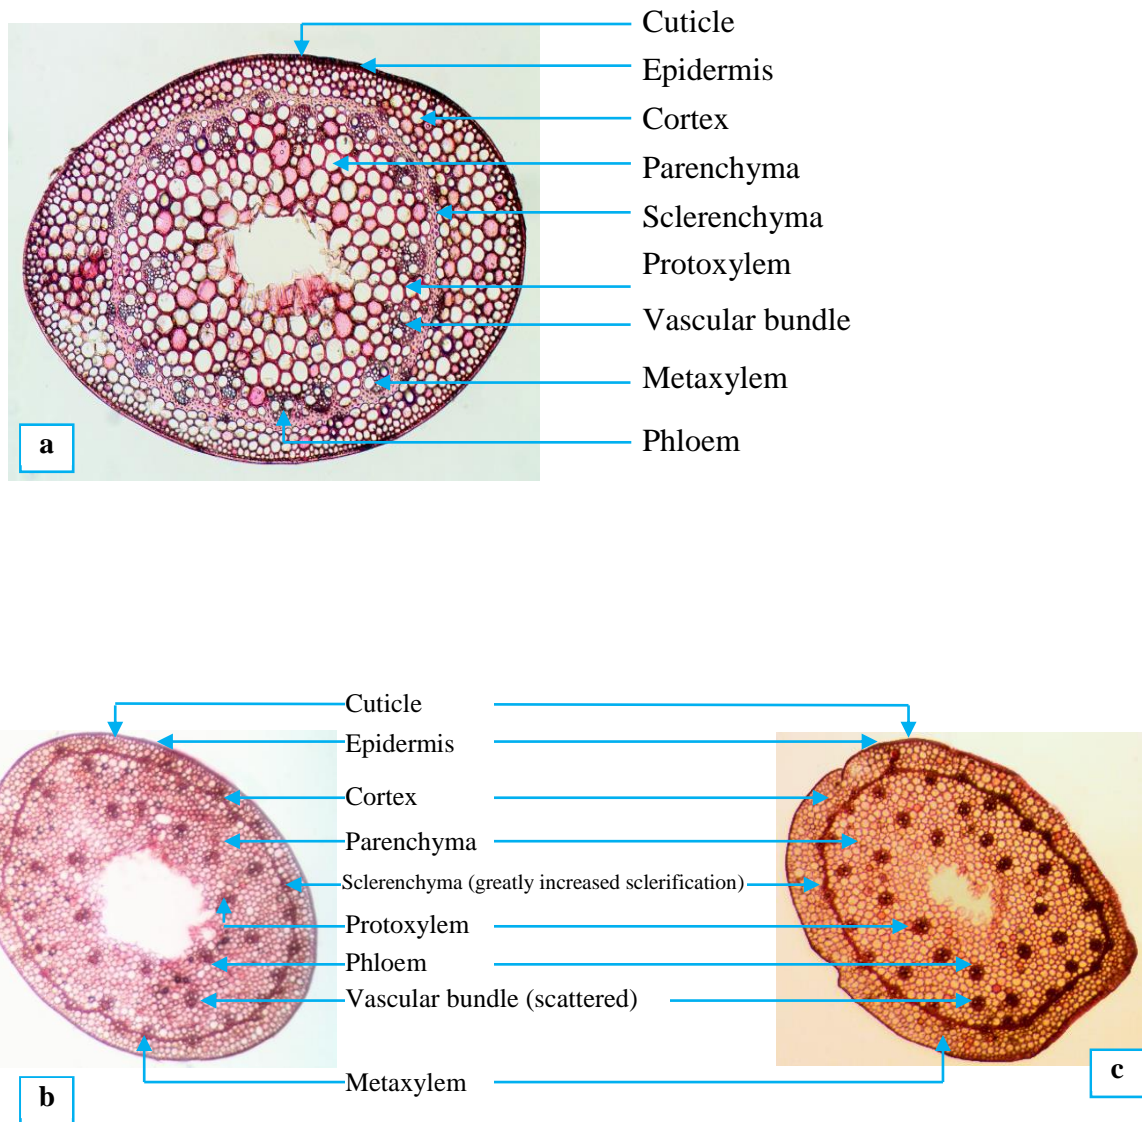 Cuticle
Epidermis
Cortex
Parenchyma
Sclerenchyma
Protoxylem
Vascular bundle
Metaxylem
Phloem
a
Cuticle
Epidermis
Cortex
Parenchyma
Sclerenchyma (greatly increased sclerification)
Protoxylem
Phloem
Vascular bundle (scattered)
Metaxylem
b
c